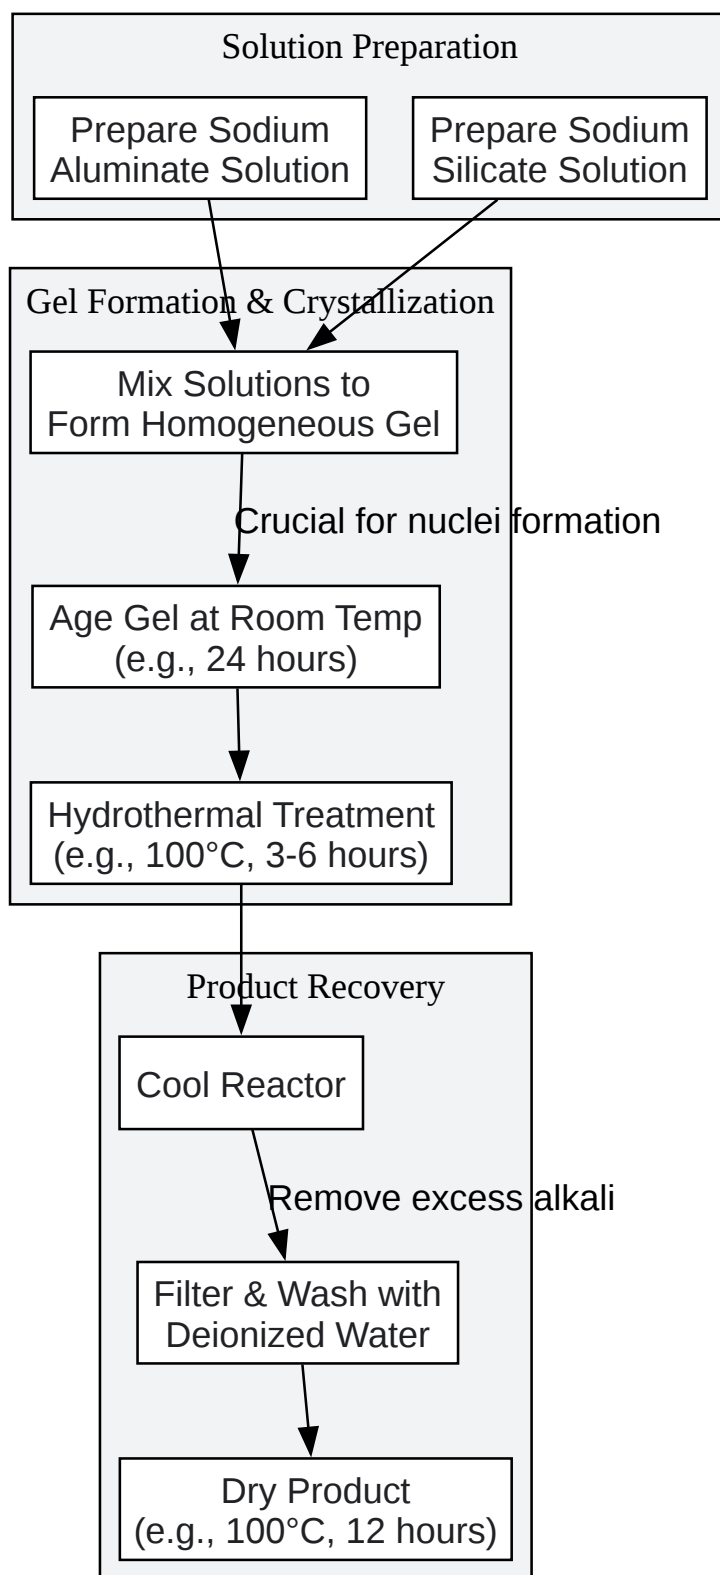 Solution Preparation
Prepare Sodium
Aluminate Solution
Prepare Sodium
Silicate Solution
Gel Formation & Crystallization
Mix Solutions to
Form Homogeneous Gel
Crucial for nuclei formation
Age Gel at Room Temp
(e.g., 24 hours)
Hydrothermal Treatment
(e.g., 100°C, 3-6 hours)
Product Recovery
Cool Reactor
Remove excess alkali
Filter & Wash with
Deionized Water
Dry Product
(e.g., 100°C, 12 hours)